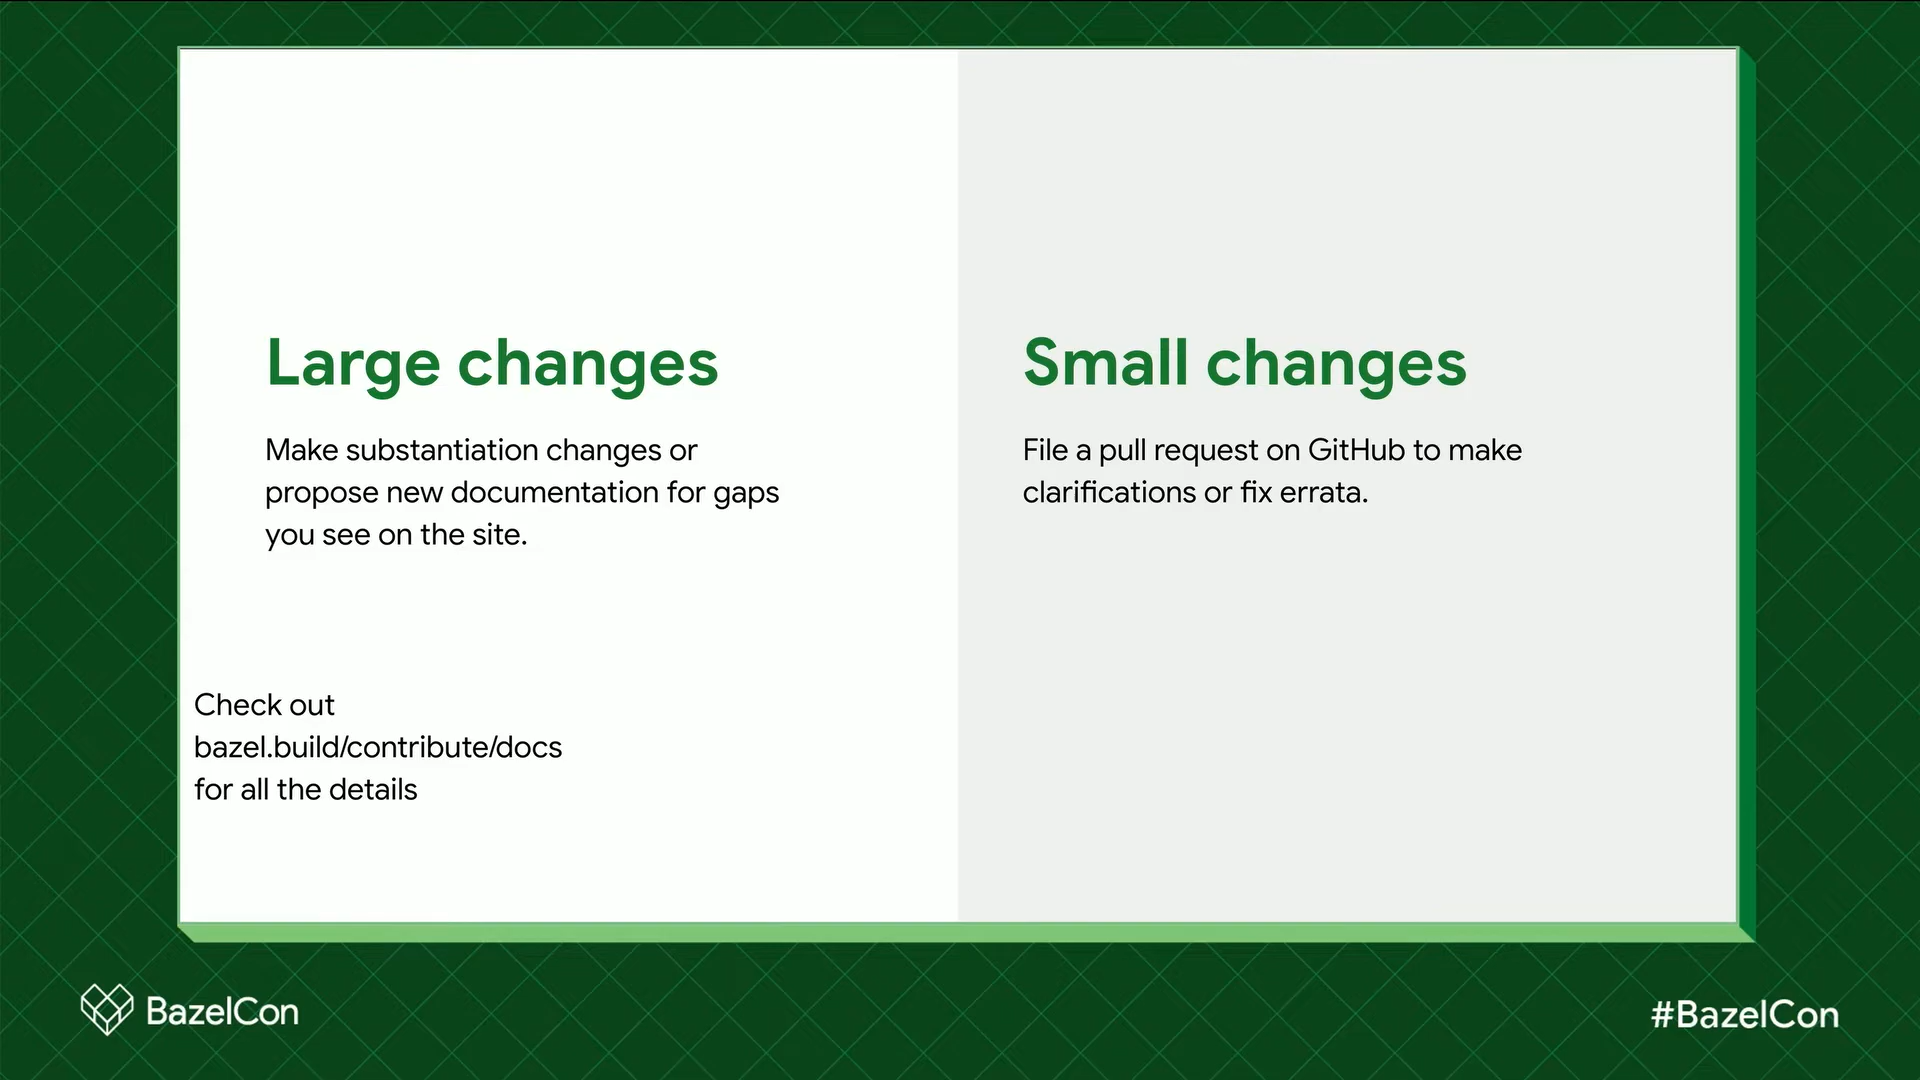 Large changes
Make substantiation changes or
propose new documentation for gaps
you see on the site.
Check out
bazel.build/contribute/docs
for all the details
Small changes
File a pull request on GitHub to make
clarifications or fix errata.
BazelCon
#BazelCon